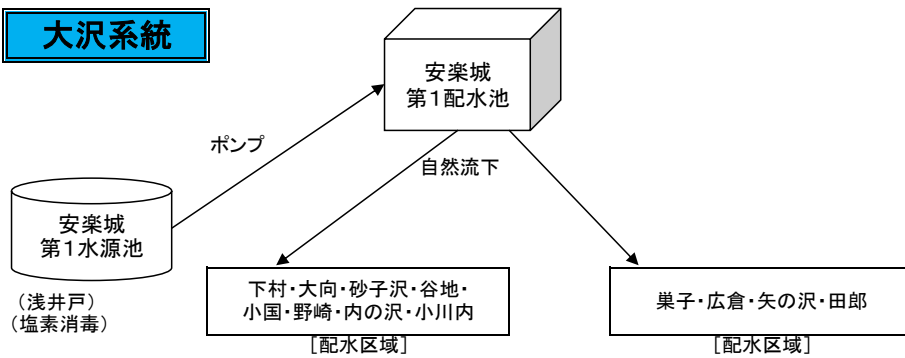 大沢系統
安楽城
第1配水池
ポンプ
自然流下
安楽城
第1水源池
（浅井戸）
（塩素消毒）
下村・大向・砂子沢・谷地・
小国・野崎・内の沢・小川内
［配水区域］
巣子・広倉・矢の沢・田郎
［配水区域］